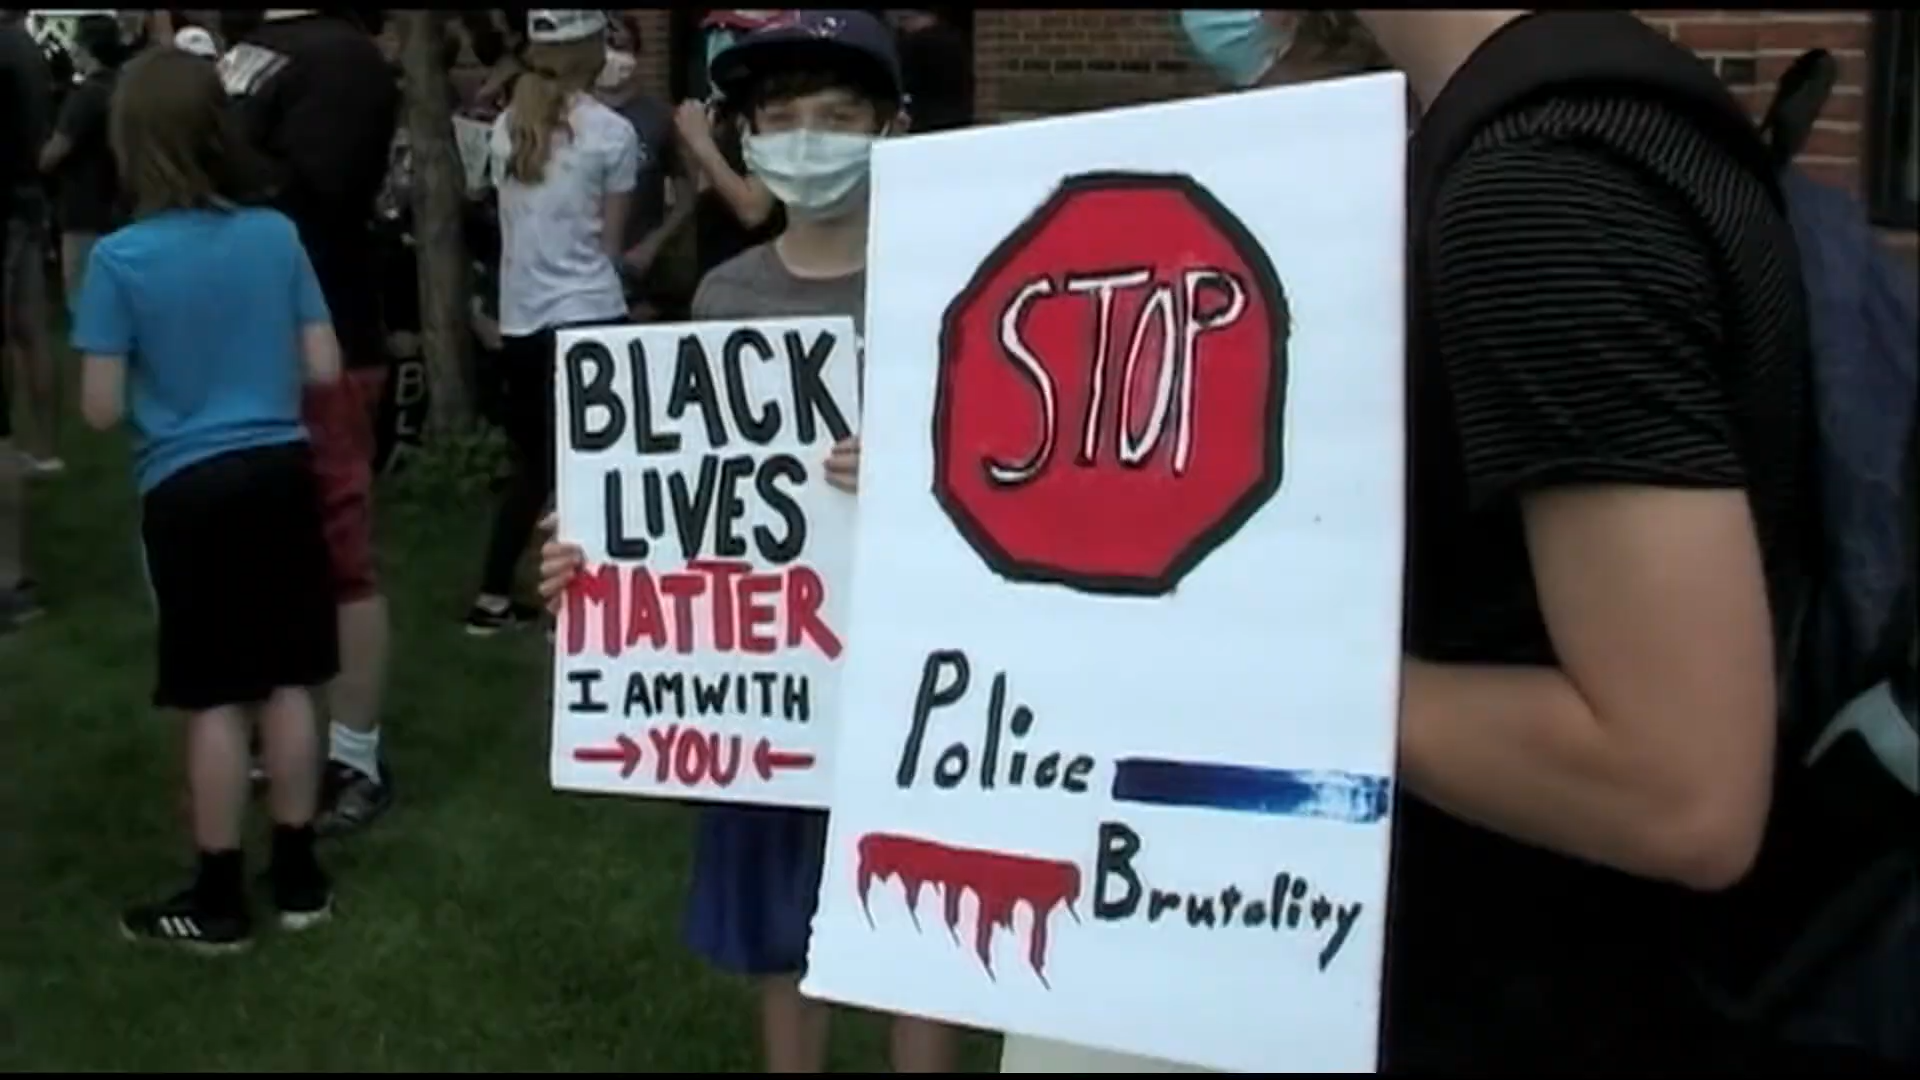 BLACK
LIVES
MATTER
I AM WITH
→ YOU ←
STOP
Police
Brutality